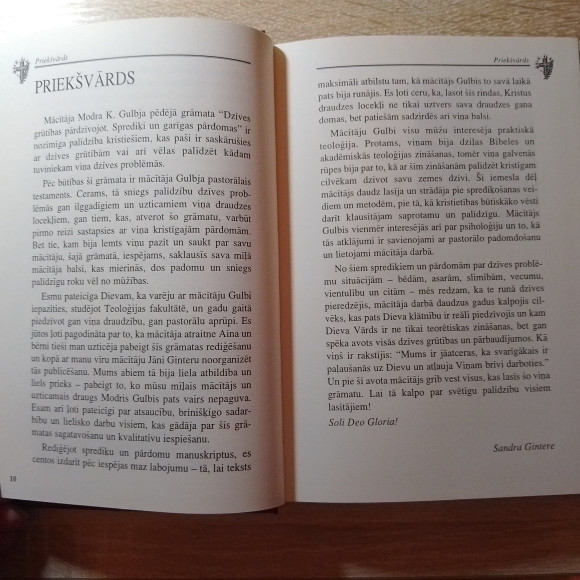 Priekšvārds
PRIEKŠVĀRDS
Mācītāja Modra K. Gulbja pēdējā grāmata “Dzīves
grūtības pārdzīvojot. Sprediķi un garīgas pārdomas” ir
nozīmīga palīdzība kristiešiem, kas paši ir saskārušies
ar dzīves grūtībām vai arī vēlas palīdzēt kādam
tuviniekam viņa dzīves problēmās.
Pēc būtības šī grāmata ir mācītāja Gulbja pastorālais
testaments. Cerams, tā sniegs palīdzību dzīves prob-
lēmās gan ilggadīgiem un uzticamiem viņa draudzes
locekļiem, gan tiem, kas, atverot šo grāmatu, varbūt
pirmo reizi sastapsies ar viņa kristīgajām pārdomām.
Bet tie, kam bija lemts viņu pazīt un saukt par savu
mācītāju, šajā grāmatā, iespējams, saklausīs sava mīļā
mācītāja balsi, kas mierinās, dos padomu un sniegs
palīdzīgu roku vēl no mūžības.
Esmu pateicīga Dievam, ka varēju ar mācītāju Gulbi
iepazīties, studējot Teoloģijas fakultātē, un gadu gaitā
piedzīvot gan viņa draudzību, gan pastorālu aprūpi. Es
jūtos ļoti pagodināta par to, ka mācītāja atraitne Aina un
bērni tieši man uzticēja pabeigt šīs grāmatas rediģēšanu
un kopā ar manu vīru mācītāju Jāni Ginteru noorganizēt
tās publicēšanu. Mums abiem tā bija liela atbildība un
liels prieks – pabeigt to, ko mūsu mīļais mācītājs un
uzticamais draugs Modris Gulbis pats vairs nepaguva.
Esam arī ļoti pateicīgi par atsaucību, brīnišķīgo sadar-
bību un lielisko darbu visiem, kas gādāja par šīs grā-
matas sagatavošanu un kvalitatīvu iespiešanu.
Rediģējot sprediķu un pārdomu manuskriptus, es
centos izdarīt pēc iespējas maz labojumu – tā, lai teksts
10
Priekšvārds
maksimāli atbilstu tam, kā mācītājs Gulbis to savā laikā
pats bija runājis. Es ļoti ceru, ka, lasot šīs rindas, Kristus
draudzes locekļi ne tikai uztvers sava draudzes gana
domas, bet patiešām sadzirdēs arī viņa balsi.
Mācītāju Gulbi visu mūžu interesēja praktiskā
teoloģija. Protams, viņam bija dziļas Bībeles un
akadēmiskās teoloģijas zināšanas, tomēr viņa galvenās
rūpes bija par to, kā ar šīm zināšanām palīdzēt kristīgam
cilvēkam dzīvot savu zemes dzīvi. Šī iemesla dēļ
mācītājs daudz lasīja un strādāja pie sprediķošanas vei-
diem un metodēm, pie tā, kā kristietības būtiskāko vēsti
darīt klausītājam saprotamu un palīdzīgu. Mācītājs
Gulbis vienmēr interesējās arī par psiholoģiju un to, kā
tās atklājumi ir savienojami ar pastorālo padomdošanu
un lietojami mācītāja darbā.
No šiem sprediķiem un pārdomām par dzīves problē-
mu situācijām – bēdām, asarām, slimībām, vecumu,
vientulību un citām – mēs redzam, ka te runā dzīves
pieredzējis, mācītāja darbā daudzus gadus kalpojis cil-
vēks, kas pats Dieva klātnību ir reāli piedzīvojis un kam
Dieva Vārds ir ne tikai teorētiskas zināšanas, bet gan
spēka avots visās dzīves grūtībās un pārbaudījumos. Kā
viņš ir rakstījis: “Mums ir jāatceras, ka svarīgākais ir
paļaušanās uz Dievu un atļauja Viņam brīvi darboties.”
Un pie šī avota mācītājs grib vest visus, kas lasīs šo viņa
grāmatu. Lai tā kalpo par svētīgu palīdzību visiem
lasītājiem!
Soli Deo Gloria!
Sandra Gintere